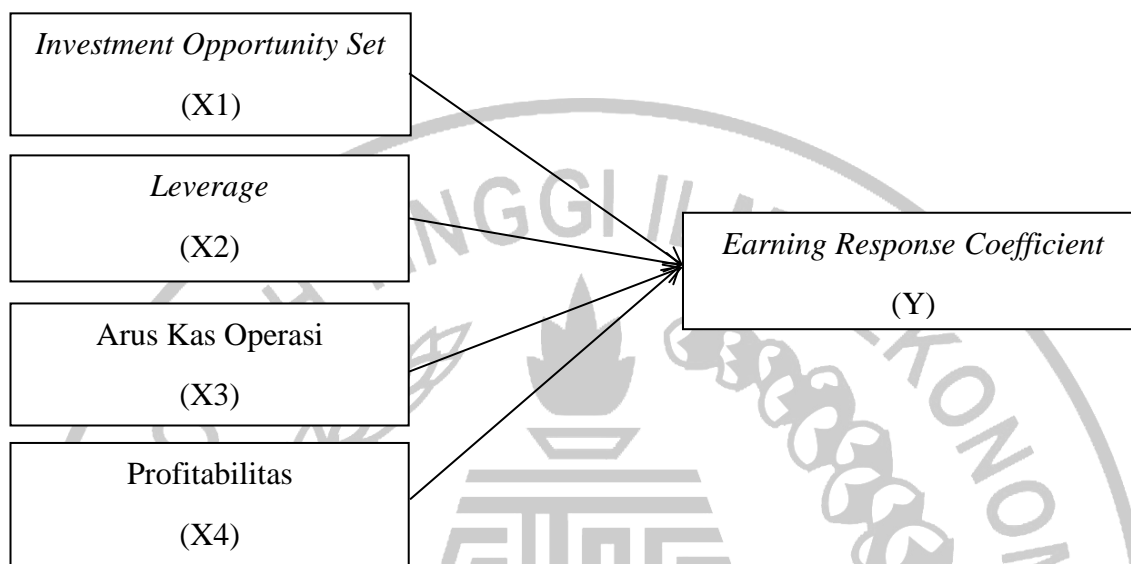 Investment Opportunity Set
(X1)
Leverage
(X2)
Arus Kas Operasi
(X3)
Profitabilitas
(X4)
Earning Response Coefficient
(Y)